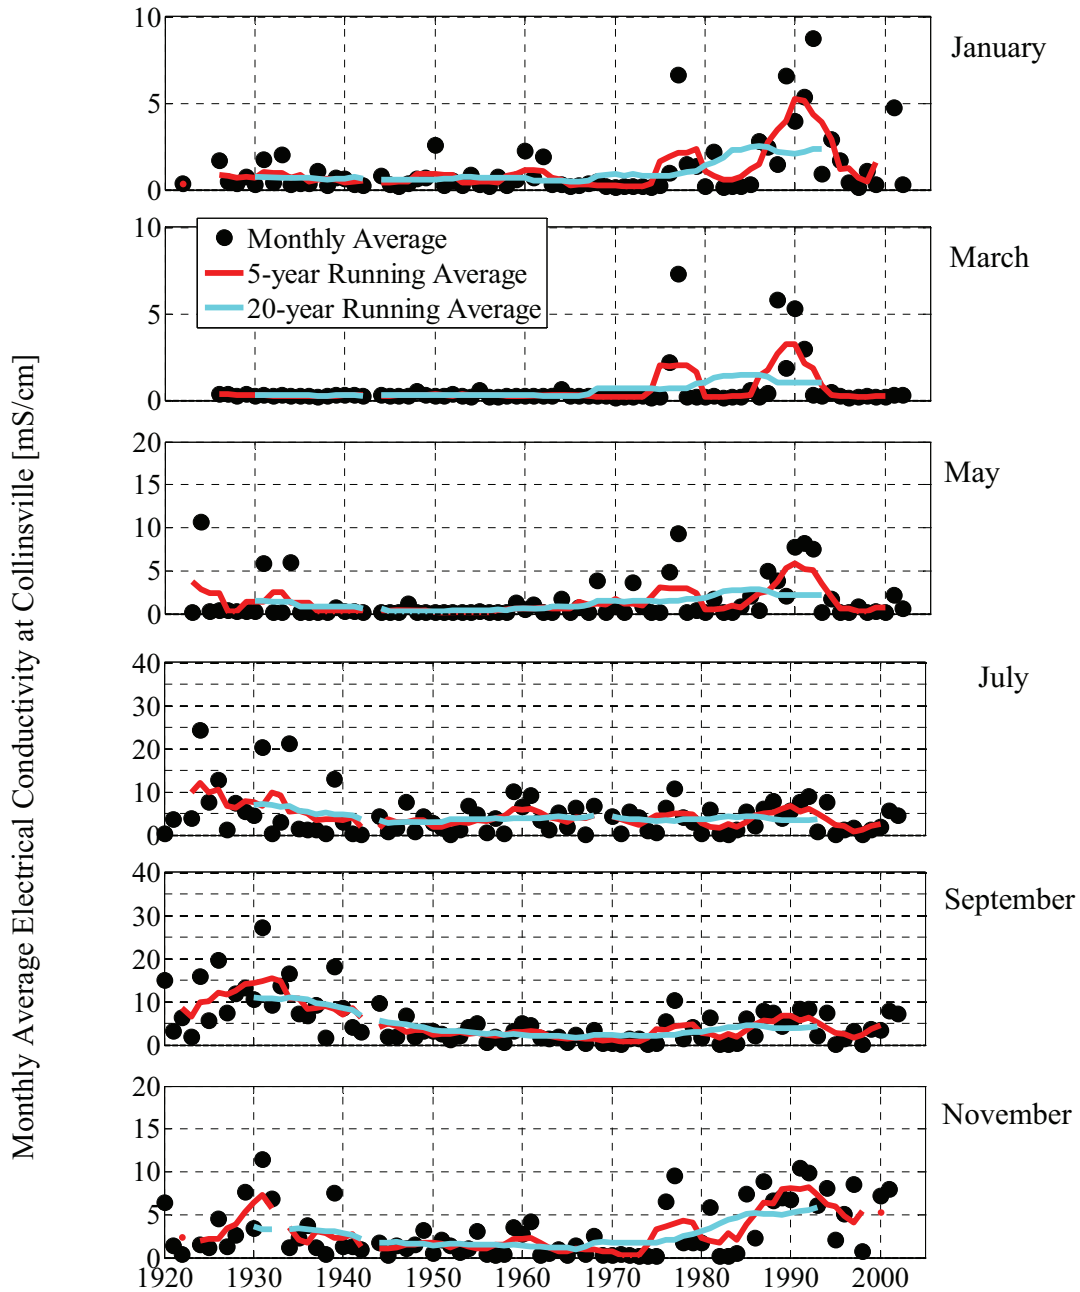 Monthly Average Electrical Conductivity at Collinsville [mS/cm]
10
5
0
January
10
5
0
March
Monthly Average
5-year Running Average
20-year Running Average
20
15
10
5
0
May
40
30
20
10
0
July
40
30
20
10
0
September
20
15
10
5
0
November
1920 1930 1940 1950 1960 1970 1980 1990 2000